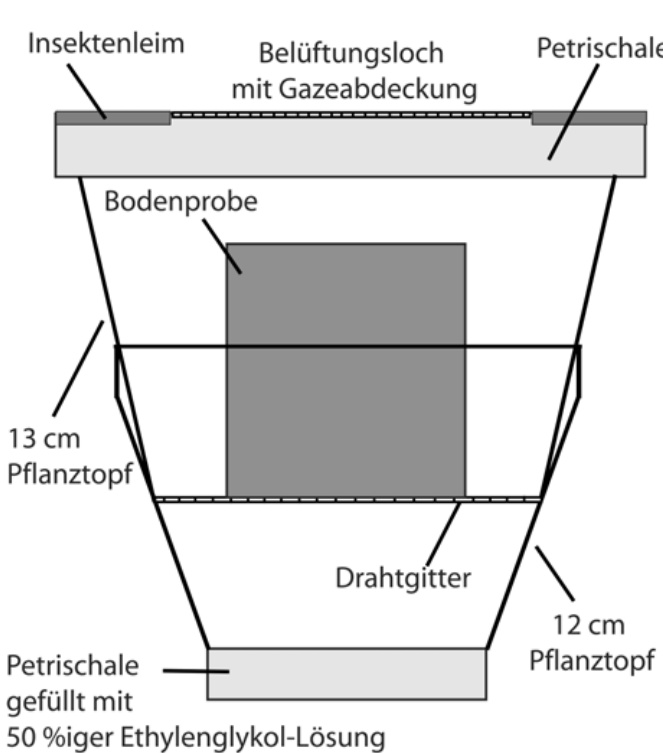 Insektenleim
Belüftungsloch
mit Gazeabdeckung
Petrischale
Bodenprobe
13 cm
Pflanztopf
Drahtgitter
12 cm
Pflanztopf
Petrischale
gefüllt mit
50 %iger Ethylenglykol-Lösung